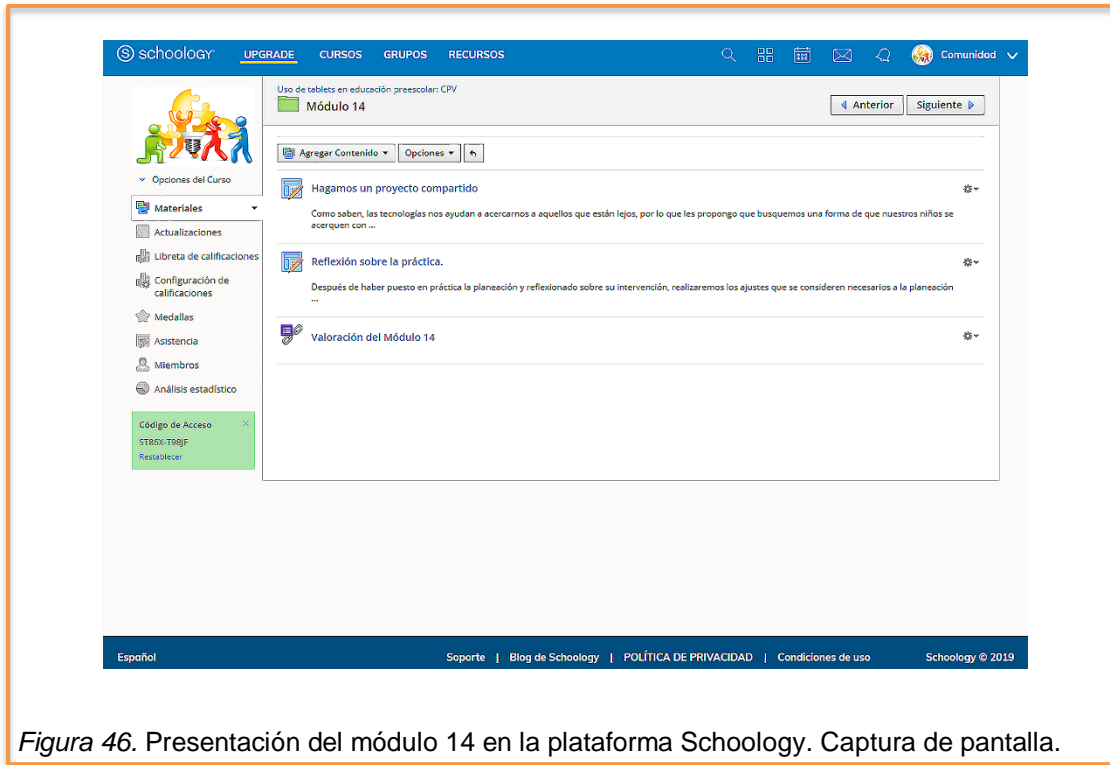 schoology UPGRADE CURSOS GRUPOS RECURSOS Comunidad
Uso de tablets en educación preescolar: CPV
Módulo 14
Anterior Siguiente
Agregar Contenido Opciones
Opciones del Curso
Materiales
Actualizaciones
Libreta de calificaciones
Configuración de
calificaciones
Medallas
Asistencia
Miembros
Análisis estadístico
Código de Acceso
ST86X-T98JF
Restablecer
Hagamos un proyecto compartido
Como saben, las tecnologías nos ayudan a acercarnos a aquellos que están lejos, por lo que les propongo que busquemos una forma de que nuestros niños se
acerquen con ...
Reflexión sobre la práctica.
Después de haber puesto en práctica la planeación y reflexionado sobre su intervención, realizaremos los ajustes que se consideren necesarios a la planeación
...
Valoración del Módulo 14
Español Soporte | Blog de Schoology | POLÍTICA DE PRIVACIDAD | Condiciones de uso Schoology © 2019
Figura 46. Presentación del módulo 14 en la plataforma Schoology. Captura de pantalla.